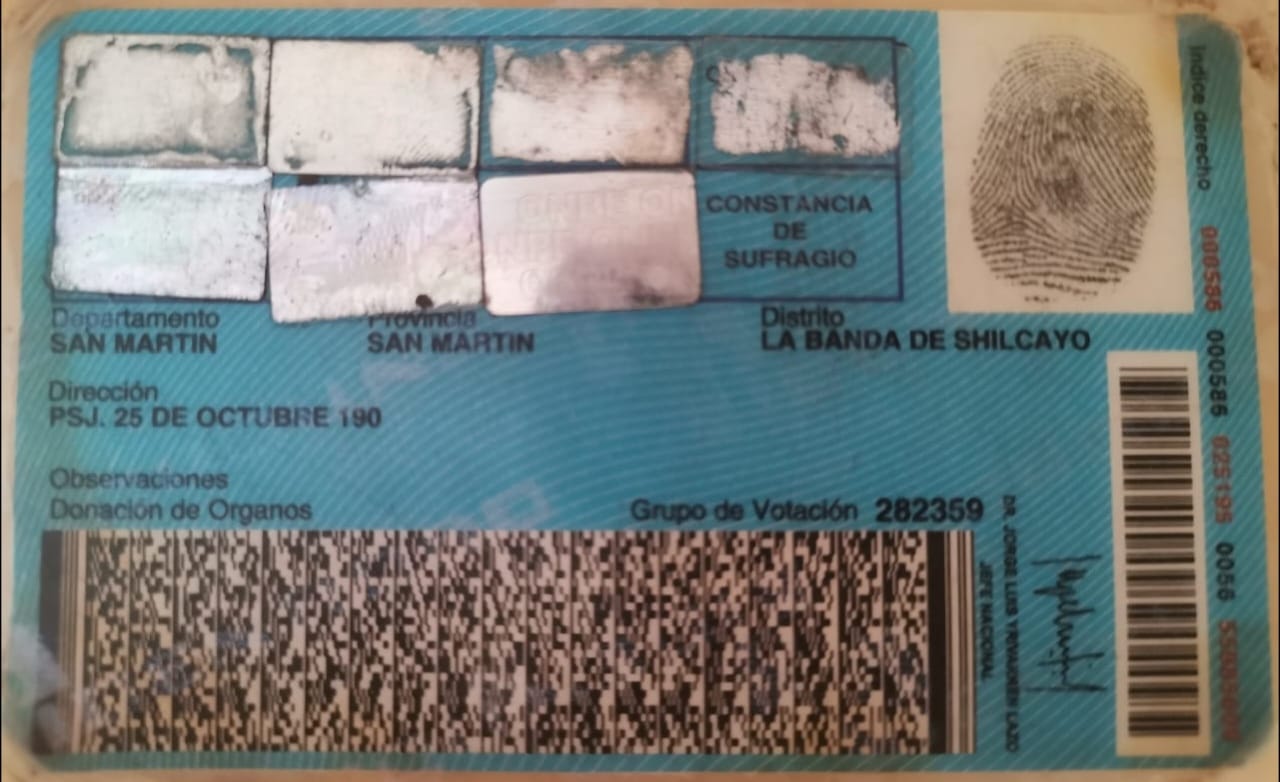 CONSTANCIA
DE
SUFRAGIO
Departamento Provincia Distrito
SAN MARTIN SAN MARTIN LA BANDA DE SHILCAYO
Dirección
PSJ. 25 DE OCTUBRE 190
Observaciones
Donación de Organos Grupo de Votación 282359
DR. JORGE LUIS YRIVARREN LAZO
JEFE NACIONAL
Indice derecho
000586 000586 025195 0056